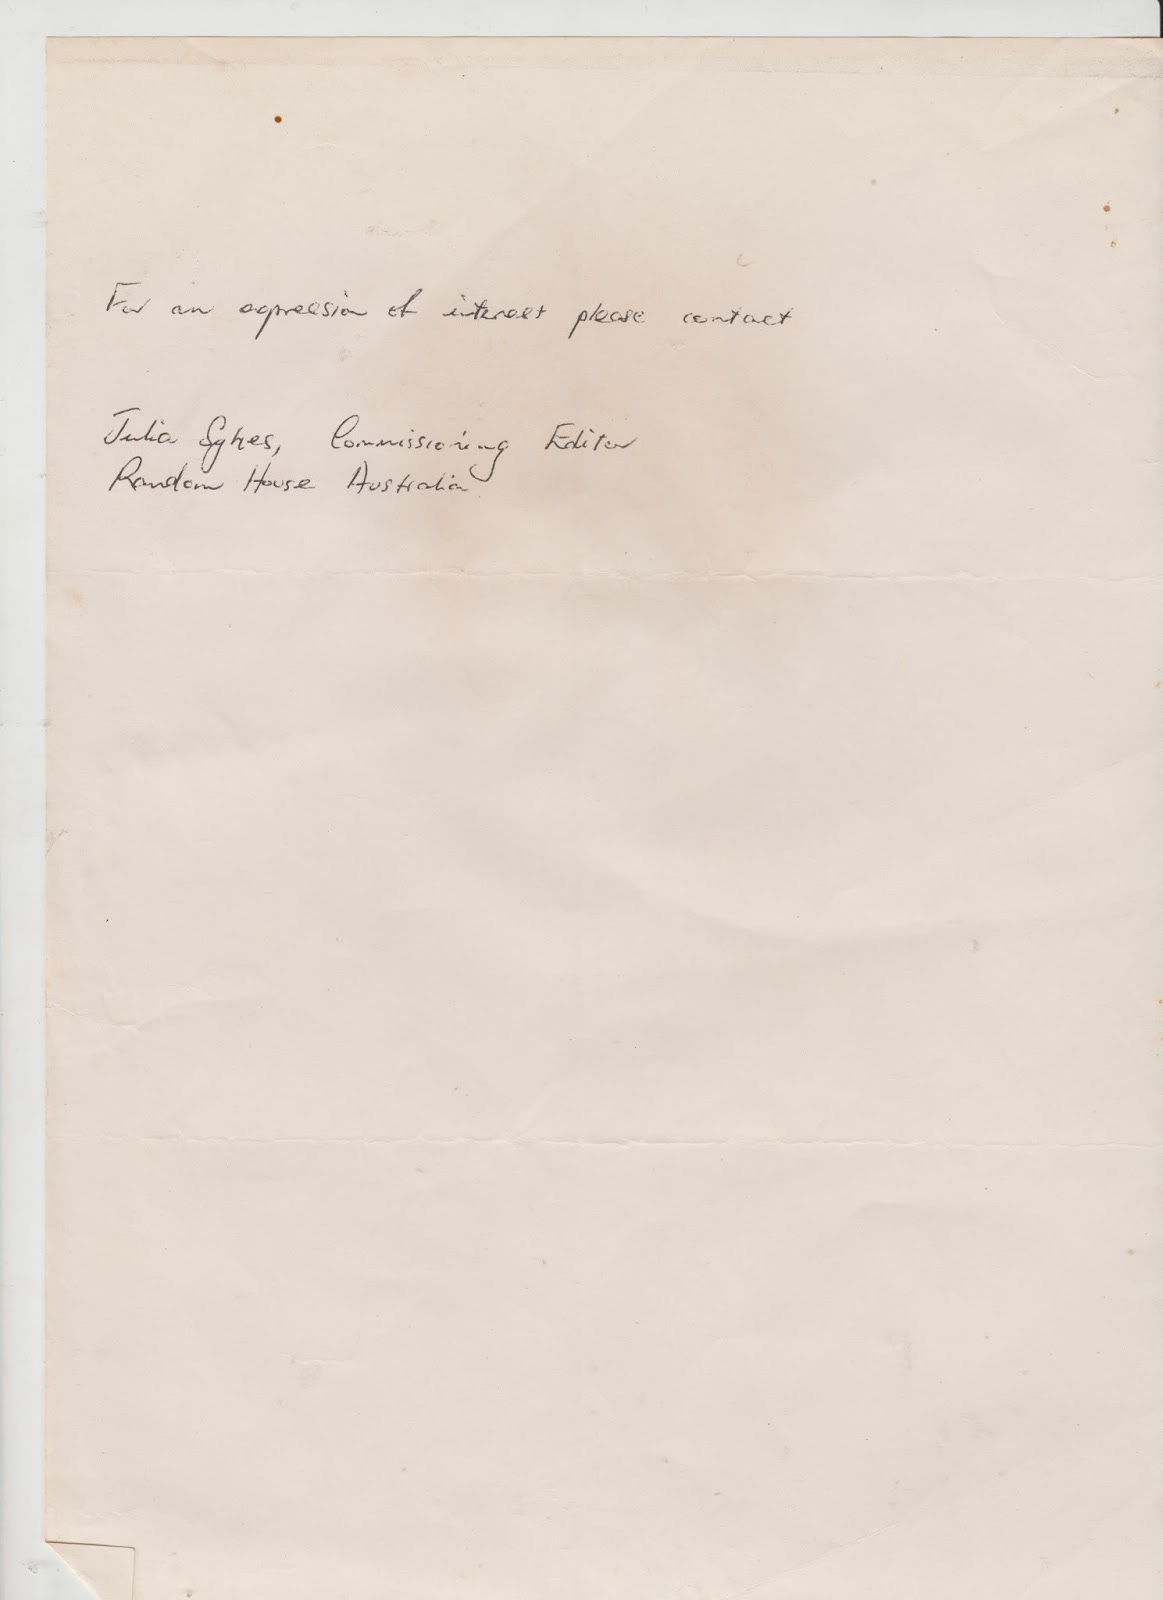 For an expression of interest please contact
Julia Sykes, Commissioning Editor
Random House Australia